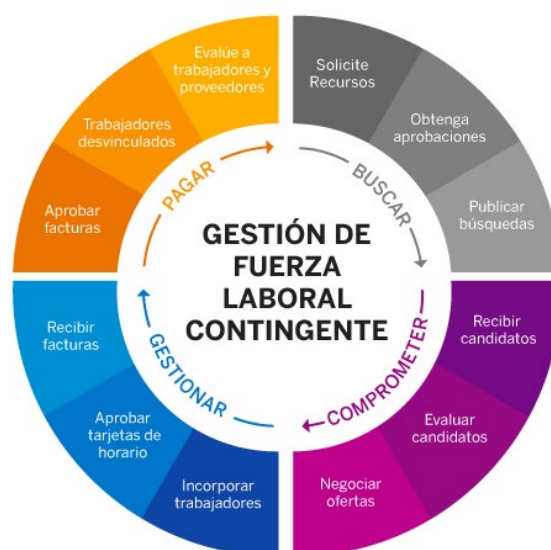 GESTIÓN DE
FUERZA
LABORAL
CONTINGENTE
BUSCAR
Solicite
Recursos
Obtenga
aprobaciones
Publicar
búsquedas
COMPROMETER
Recibir
candidatos
Evaluar
candidatos
Negociar
ofertas
GESTIONAR
Incorporar
trabajadores
Aprobar
tarjetas de
horario
Recibir
facturas
PAGAR
Aprobar
facturas
Trabajadores
desvinculados
Evalúe a
trabajadores y
proveedores